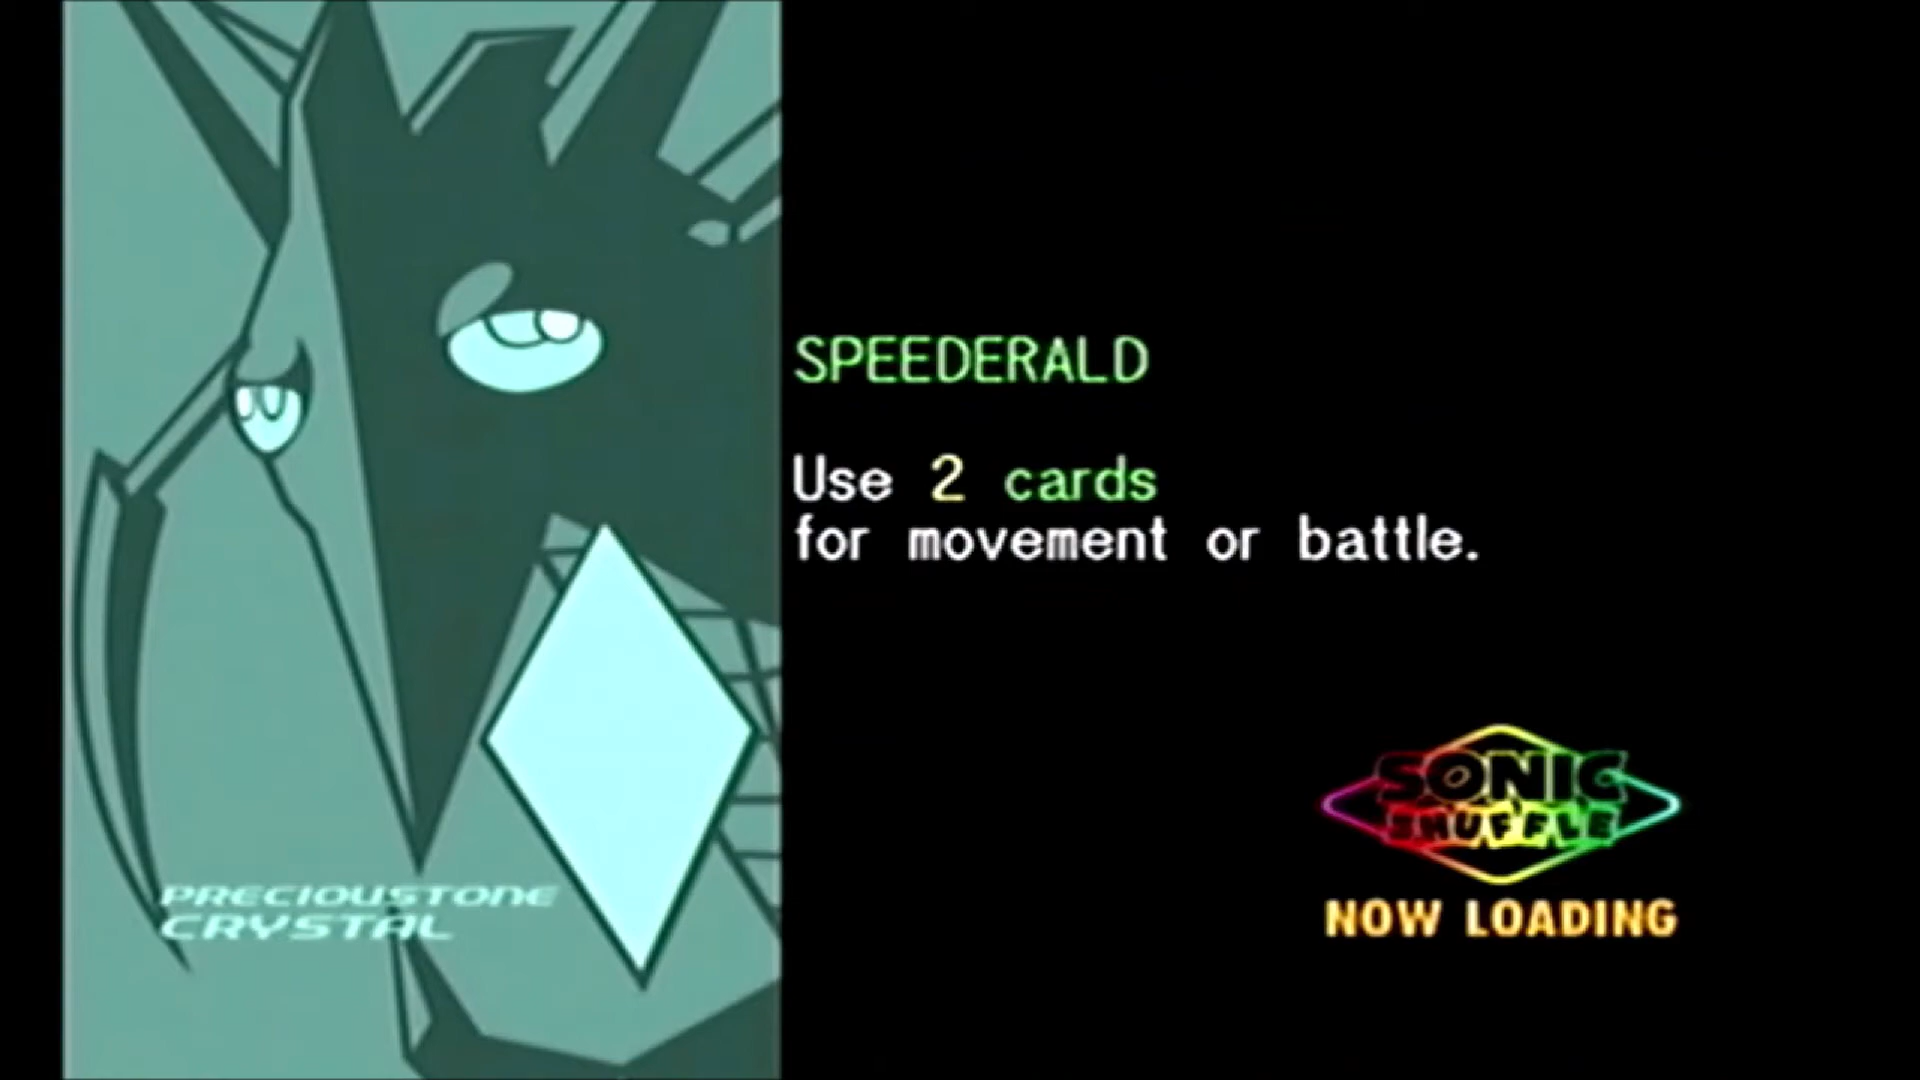 SPEEDERALD
Use 2 cards
for movement or battle.
PRECIOUSTONE
CRYSTAL
SONIC
SHUFFLE
NOW LOADING